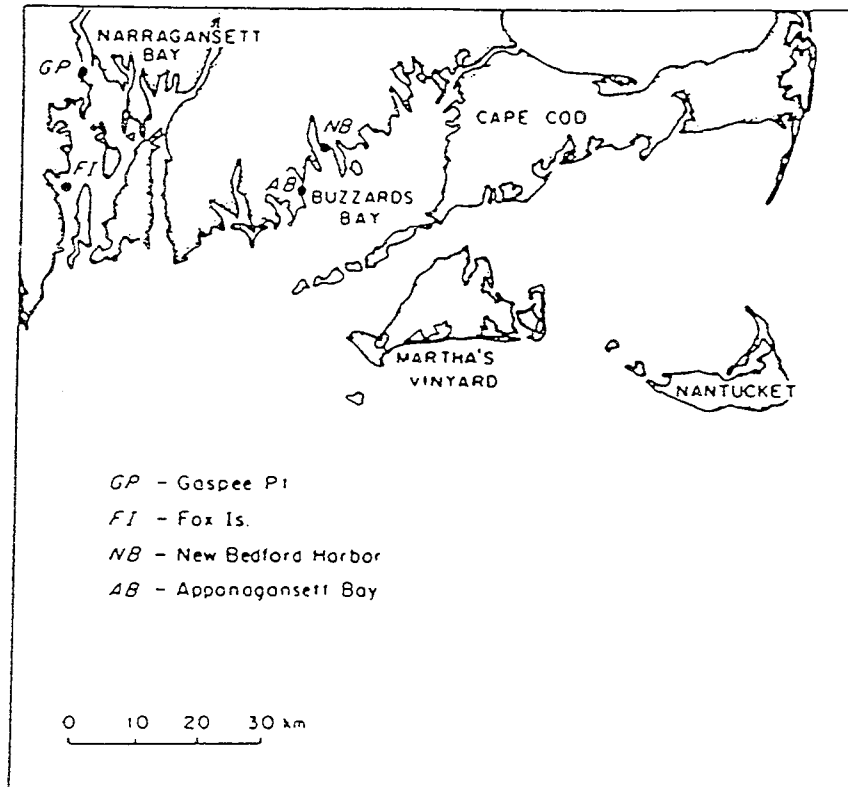 NARRAGANSETT
BAY
GP
FI
NB
AB
CAPE COD
BUZZARDS
BAY
MARTHA'S
VINYARD
NANTUCKET
GP - Gaspee Pt
FI - Fox Is.
NB - New Bedford Harbor
AB - Apponagansett Bay
0 10 20 30 km